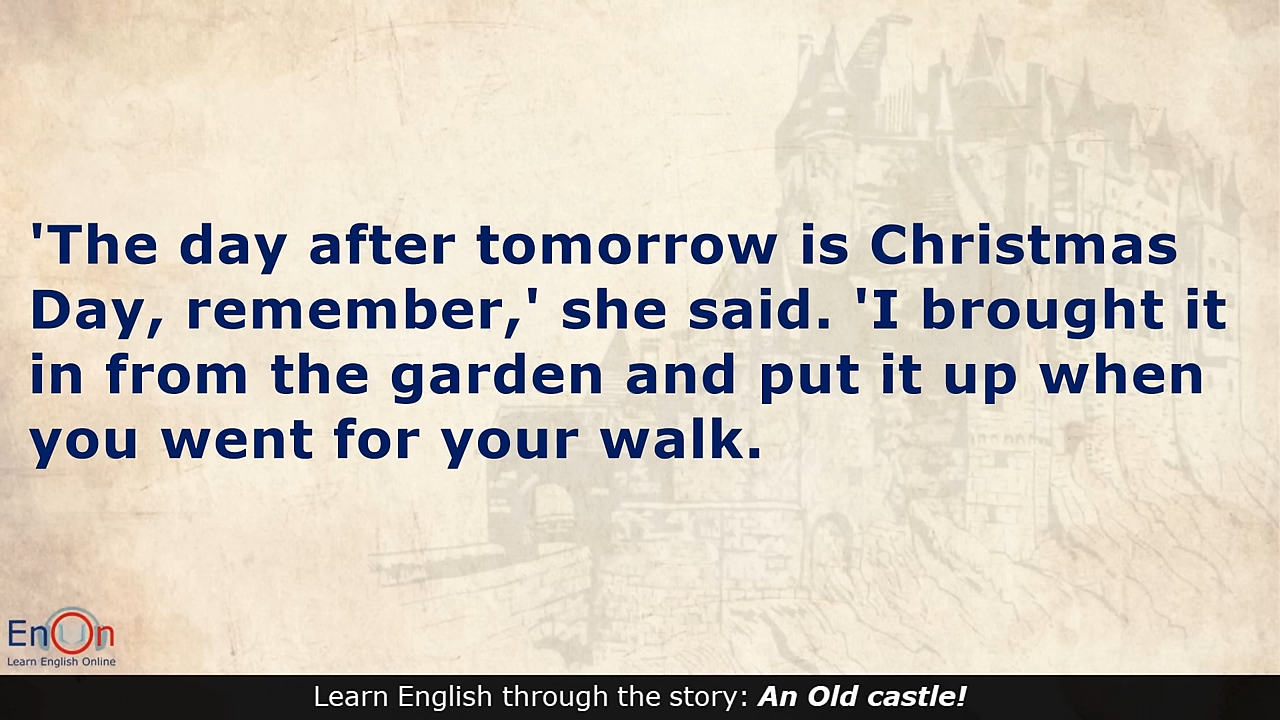 'The day after tomorrow is Christmas
Day, remember,' she said. 'I brought it
in from the garden and put it up when
you went for your walk.
EnOn
Learn English Online
Learn English through the story: An Old castle!